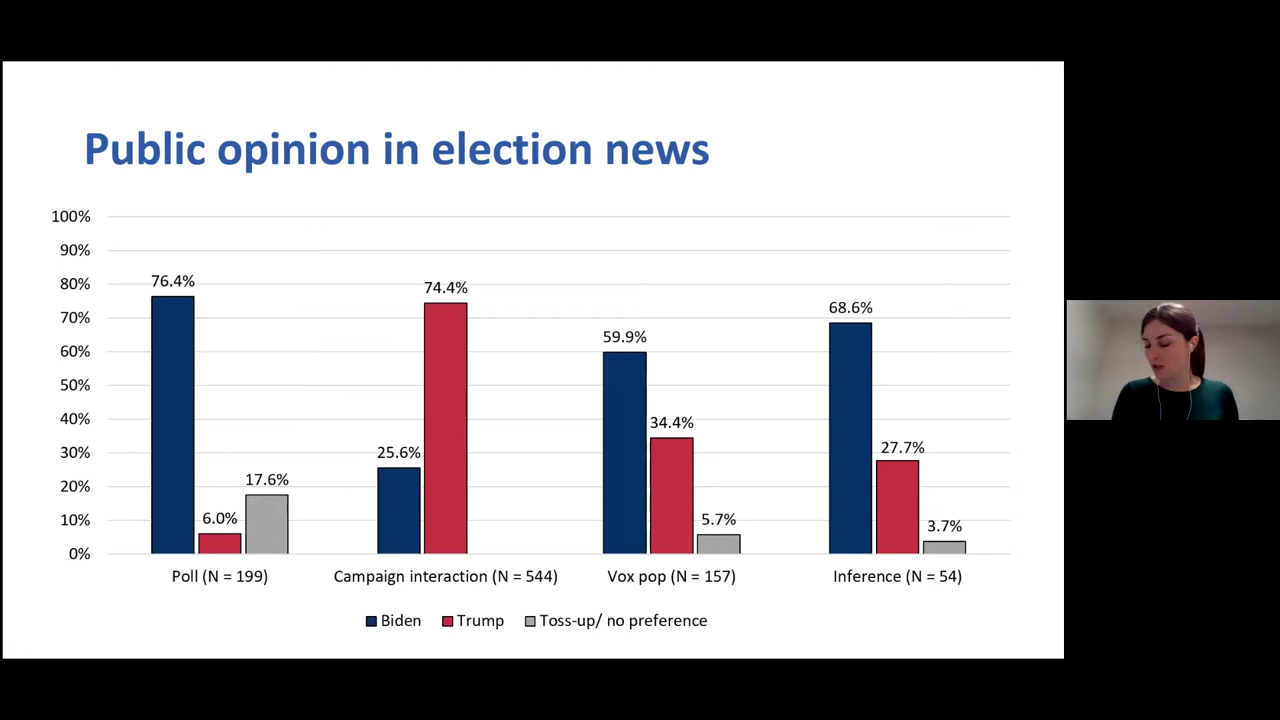 Public opinion in election news
100%
90%
80%
70%
60%
50%
40%
30%
20%
10%
0%
76.4%
6.0%
17.6%
25.6%
74.4%
59.9%
34.4%
5.7%
68.6%
27.7%
3.7%
Poll (N = 199)
Campaign interaction (N = 544)
Vox pop (N = 157)
Inference (N = 54)
Biden
Trump
Toss-up/ no preference